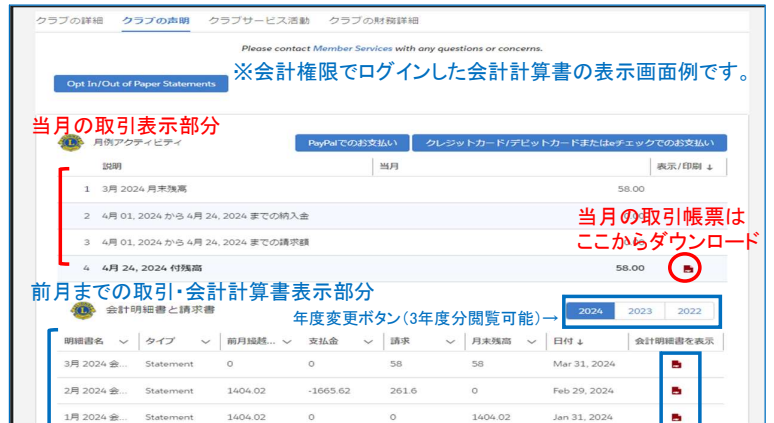 クラブの詳細 クラブの声明 クラブサービス活動 クラブの財務詳細
Please contact Member Services with any questions or concerns.
Opt In/Out of Paper Statements
※会計権限でログインした会計計算書の表示画面例です。
当月の取引表示部分
月例アクティビティ PayPalでのお支払い クレジットカード/デビットカードまたはeチェックでのお支払い
説明 当月 表示/印刷 ↓
1 3月 2024 月末残高 58.00
2 4月 01, 2024 から 4月 24, 2024 までの納入金
当月の取引帳票は
3 4月 01, 2024 から 4月 24, 2024 までの請求額
ここからダウンロード
4 4月 24, 2024 付残高 58.00
前月までの取引・会計計算書表示部分
会計明細書と請求書 年度変更ボタン(3年度分閲覧可能)→ 2024 2023 2022
明細書名 タイプ 前月繰越... 支払金 請求 月末残高 日付 ↓ 会計明細書を表示
3月 2024 会... Statement 0 0 58 58 Mar 31, 2024
2月 2024 会... Statement 1404.02 -1665.62 261.6 0 Feb 29, 2024
1月 2024 会... Statement 1404.02 0 0 1404.02 Jan 31, 2024